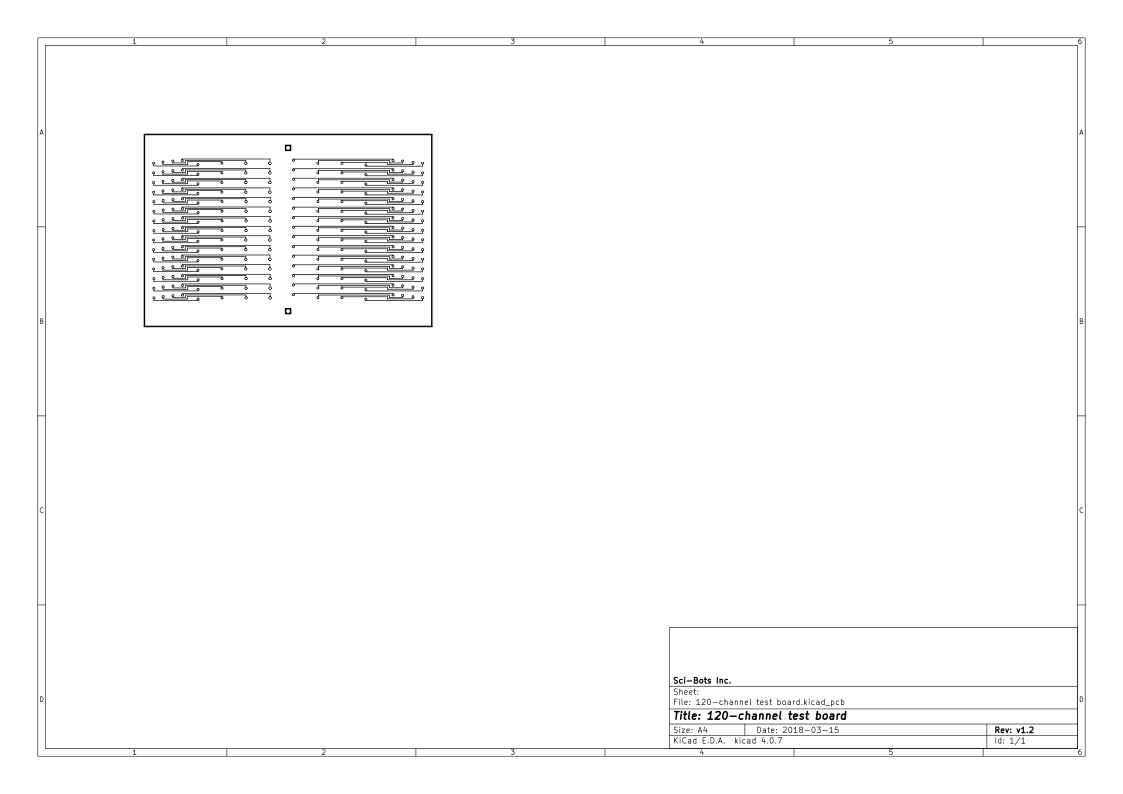 1 2 3 4 5 6
A A
B B
C C
D D
Sci-Bots Inc.
Sheet:
File: 120-channel test board.kicad_pcb
Title: 120-channel test board
Size: A4 Date: 2018-03-15 Rev: v1.2
KiCad E.D.A. kicad 4.0.7 Id: 1/1
1 2 3 4 5 6